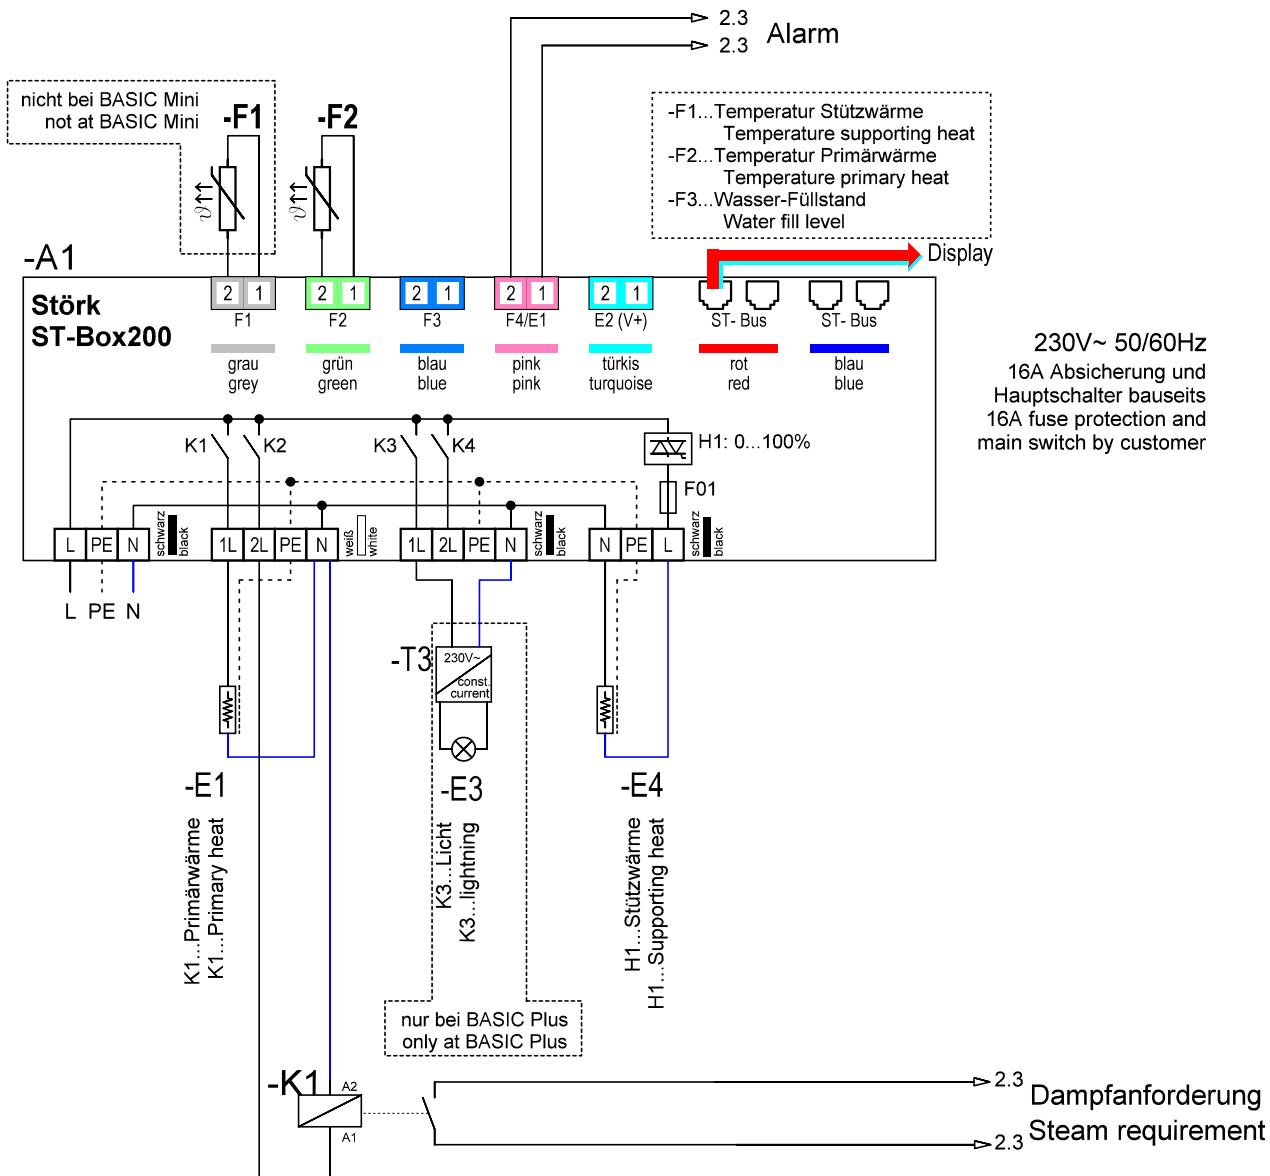 2.3
2.3
Alarm
nicht bei BASIC Mini
not at BASIC Mini
-F1
-F2
ϑ↑↑
ϑ↑↑
-F1...Temperatur Stützwärme
Temperature supporting heat
-F2...Temperatur Primärwärme
Temperature primary heat
-F3...Wasser-Füllstand
Water fill level
Display
-A1
Störk
ST-Box200
2 1
2 1
2 1
2 1
2 1
F1
F2
F3
F4/E1
E2 (V+)
ST- Bus
ST- Bus
grau
grey
grün
green
blau
blue
pink
pink
türkis
turquoise
rot
red
blau
blue
230V~ 50/60Hz
16A Absicherung und
Hauptschalter bauseits
16A fuse protection and
main switch by customer
K1
K2
K3
K4
H1: 0...100%
F01
L PE N
schwarz
black
1L 2L PE N
weiß
white
1L 2L PE N
schwarz
black
N PE L
schwarz
black
L PE N
-T3
230V~
const.
current
-E1
-E3
-E4
K1...Primärwärme
K1...Primary heat
K3...Licht
K3...lightning
H1...Stützwärme
H1...Supporting heat
nur bei BASIC Plus
only at BASIC Plus
-K1
A2
A1
2.3
2.3
Dampfanforderung
Steam requirement